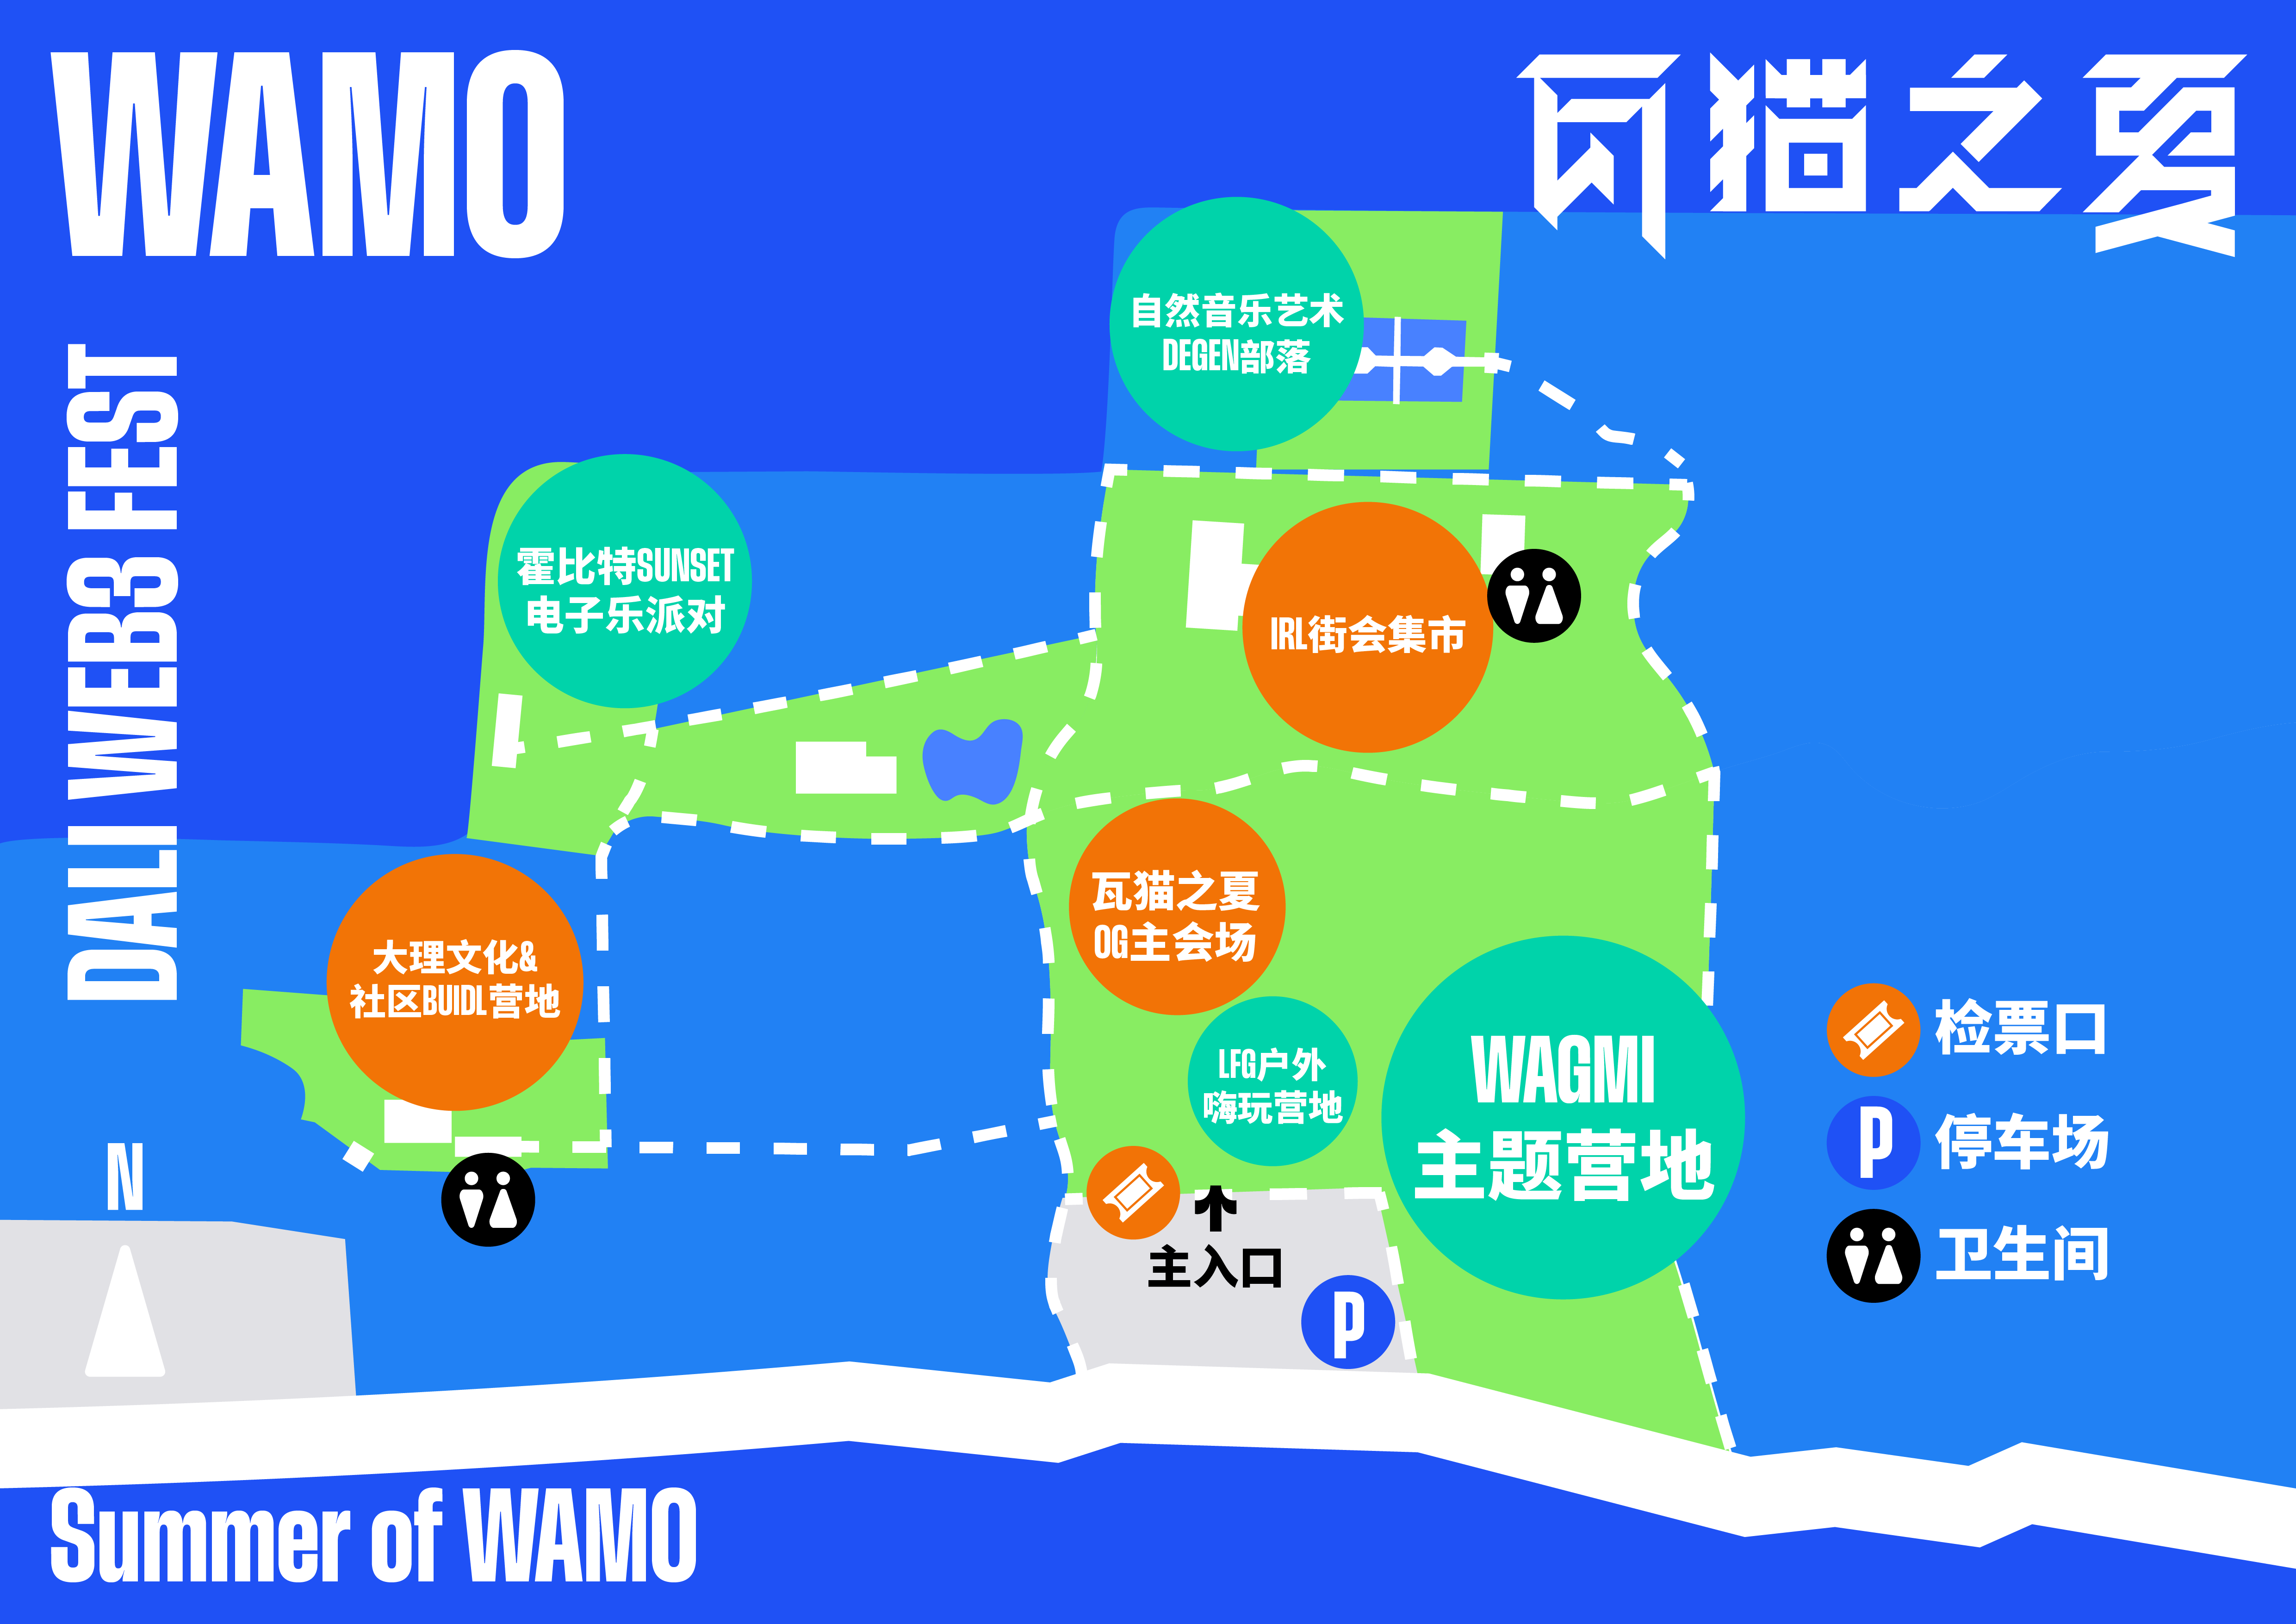 WAMO
瓦猫之夏
DALI WEB3 FEST
自然音乐艺术
DEGEN部落
霍比特SUNSET
电子乐派对
IRL街会集市
瓦猫之夏
OG主会场
大理文化&
社区BUIDL营地
LFG户外
嗨玩营地
WAGMI
主题营地
检票口
P
停车场
卫生间
N
主入口
P
Summer of WAMO